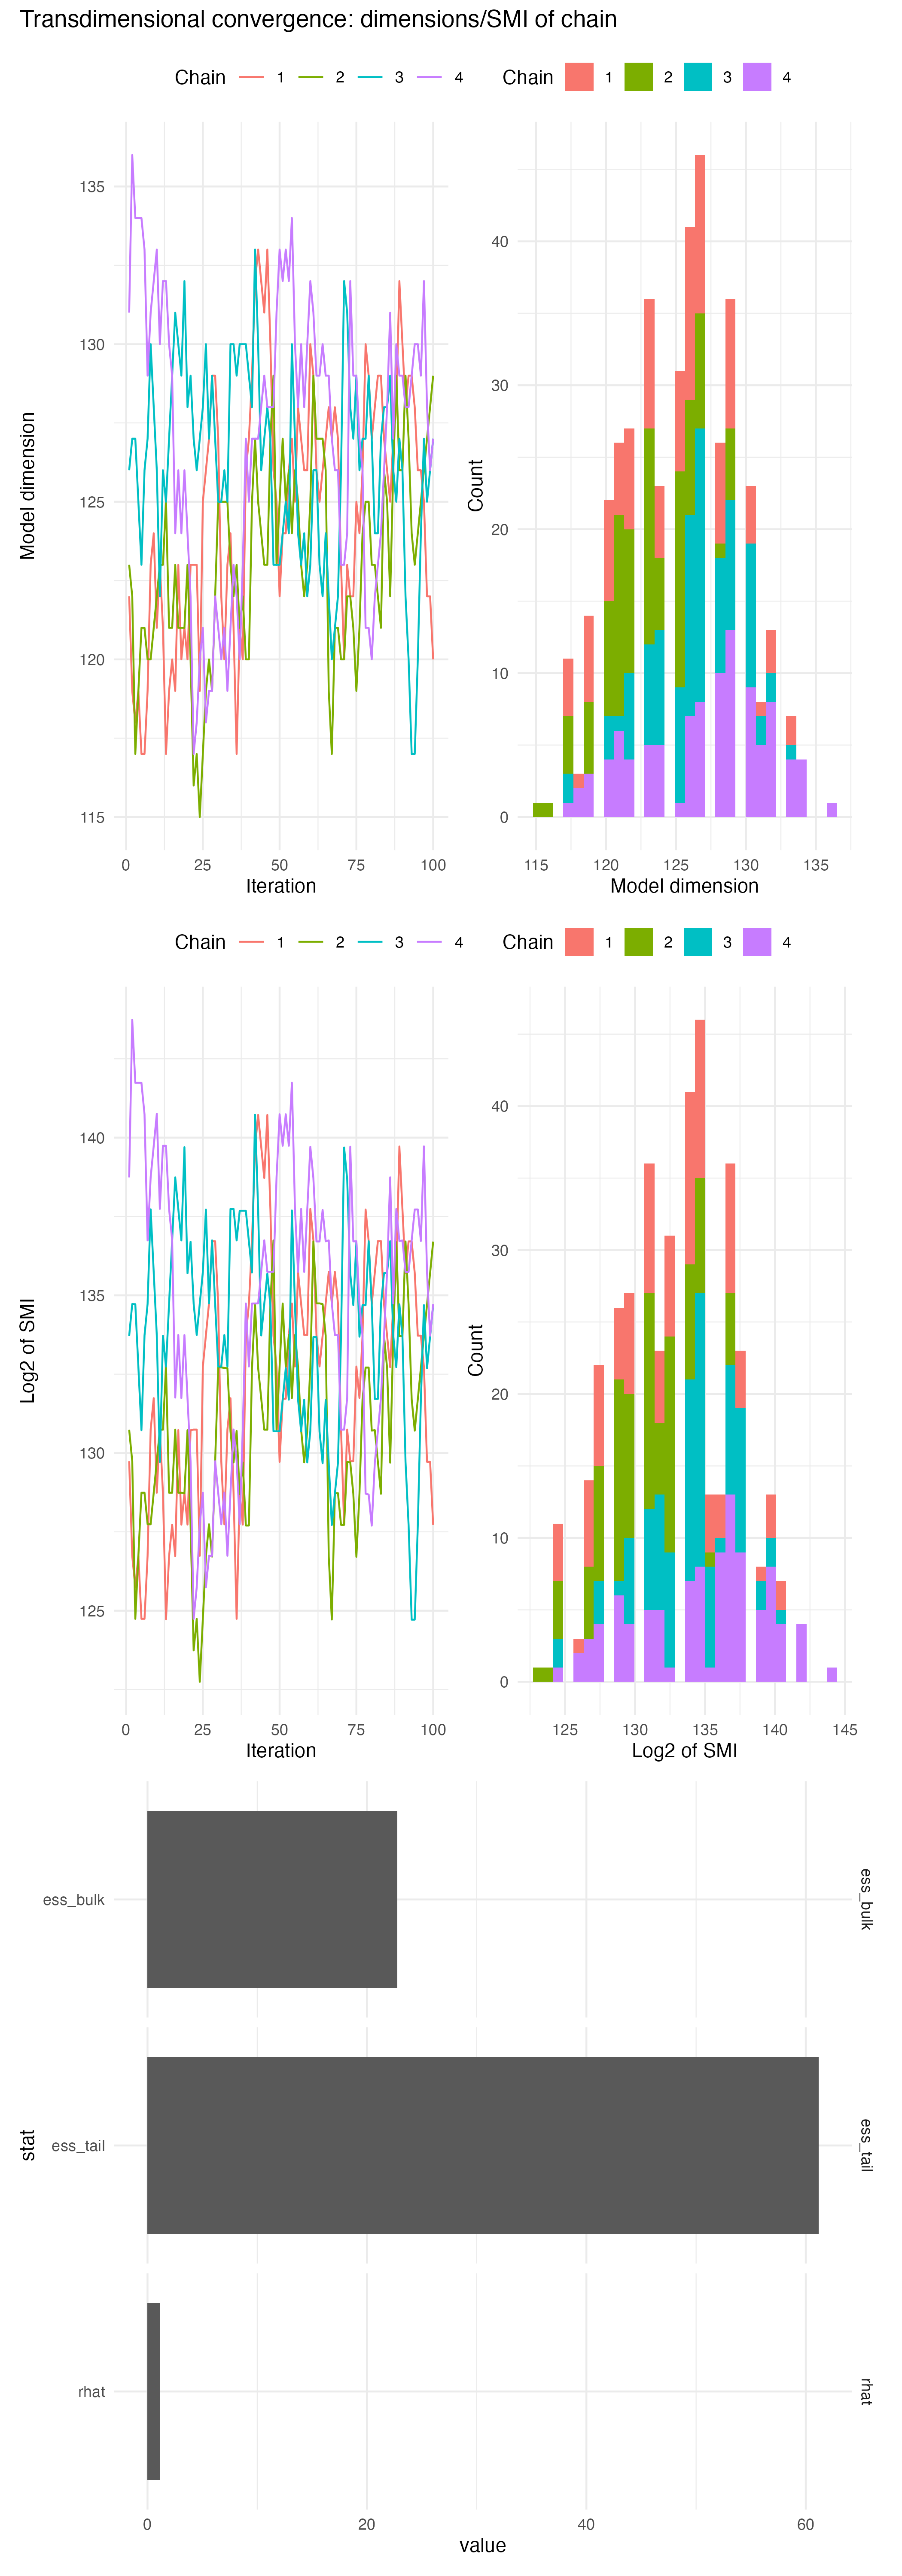 Transdimensional convergence: dimensions/SMI of chain
Chain 1 2 3 4 Chain 1 2 3 4
Model dimension
135
130
125
120
115
0 25 50 75 100
Iteration
Count
40
30
20
10
0
115 120 125 130 135
Model dimension
Chain 1 2 3 4 Chain 1 2 3 4
Log2 of SMI
140
135
130
125
0 25 50 75 100
Iteration
Count
40
30
20
10
0
125 130 135 140 145
Log2 of SMI
stat
ess_bulk
ess_bulk
ess_tail
ess_tail
rhat
rhat
0 20 40 60
value